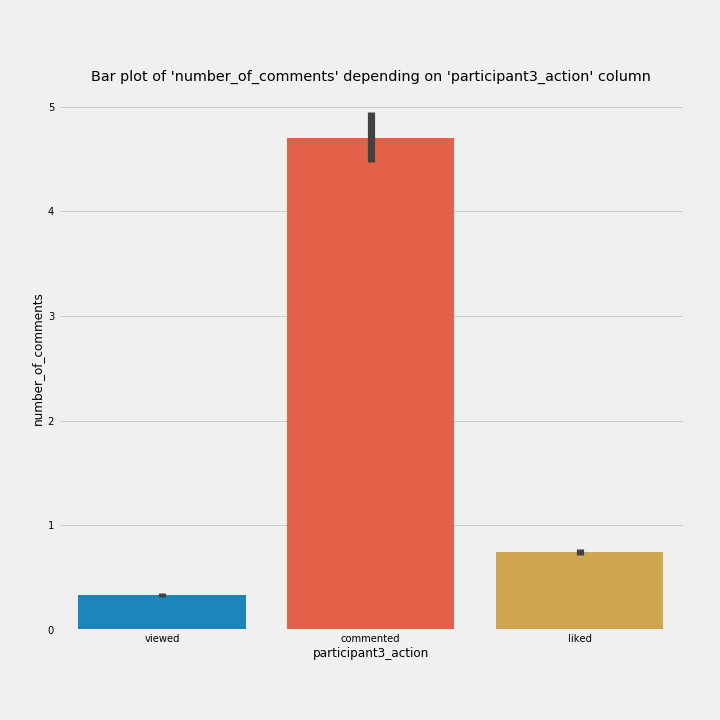 Bar plot of 'number_of_comments' depending on 'participant3_action' column
5
4
3
2
1
0
number_of_comments
viewed
commented
liked
participant3_action